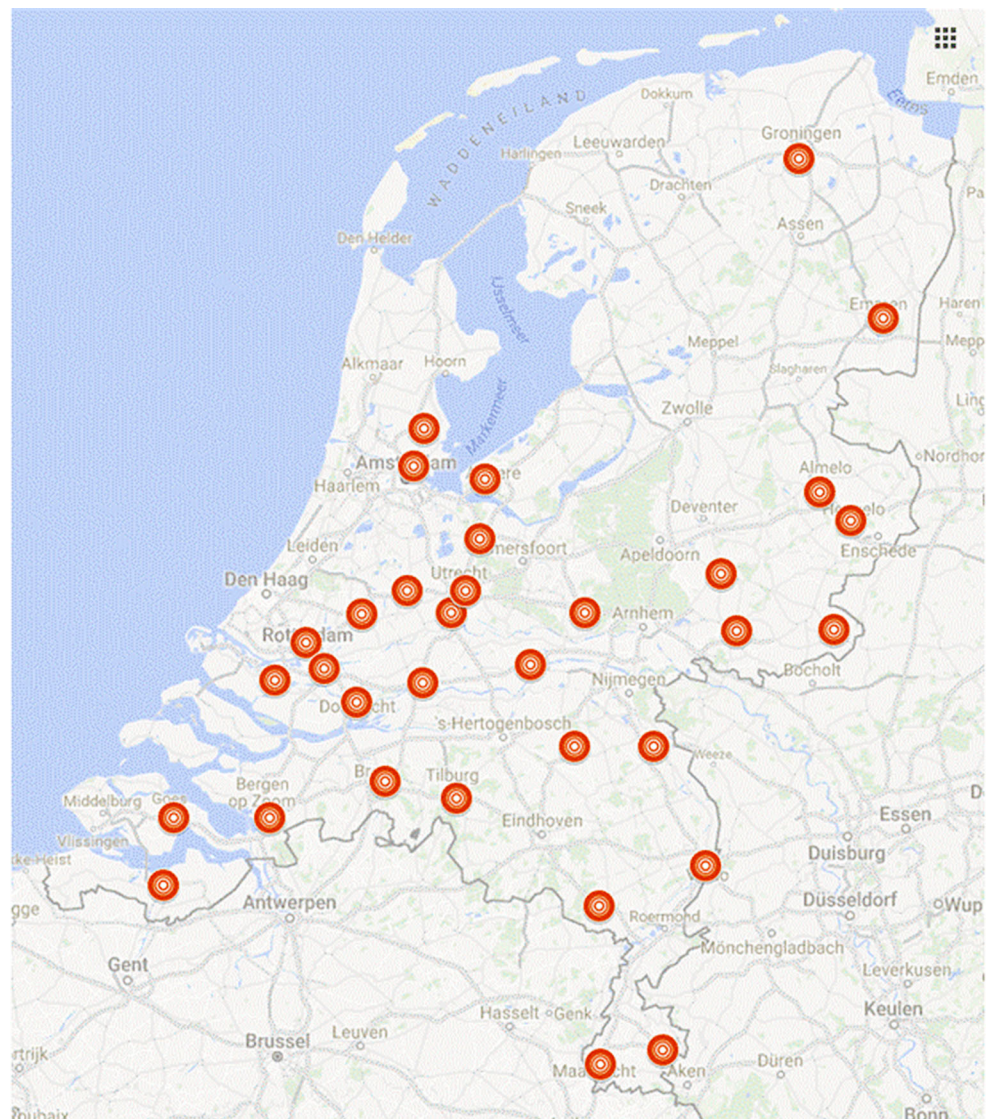 Emden
Eems
Dokkum
WADDENEILAND
Groningen
Leeuwarden
Harlingen
Drachten
Sneek
Assen
Den Helder
IJsselmeer
Haren
Meppel
Slagharen
Alkmaar
Hoorn
Markermeer
Zwolle
Haarlem
Almelo
Deventer
Leiden
Apeldoorn
Enschede
Utrecht
Den Haag
Arnhem
Bocholt
Nijmegen
's-Hertogenbosch
Weeze
Bergen
op Zoom
Tilburg
Middelburg
Goes
Eindhoven
Essen
Vlissingen
Duisburg
Antwerpen
Düsseldorf
Roermond
Mönchengladbach
Gent
Leverkusen
Hasselt
Genk
Keulen
Leuven
Brussel
Düren
Aken
Bonn